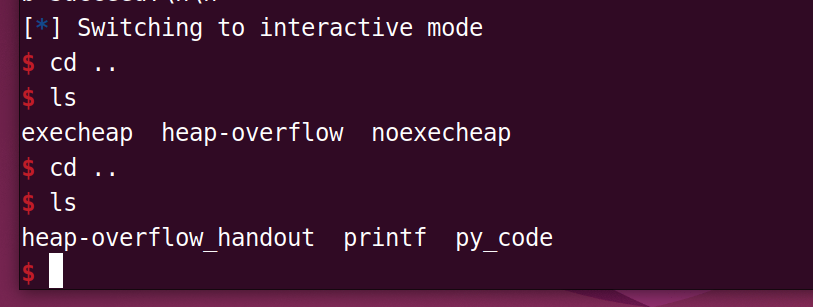 [*] Switching to interactive mode
$ cd ..
$ ls
execheap  heap-overflow  noexecheap
$ cd ..
$ ls
heap-overflow_handout  printf  py_code
$